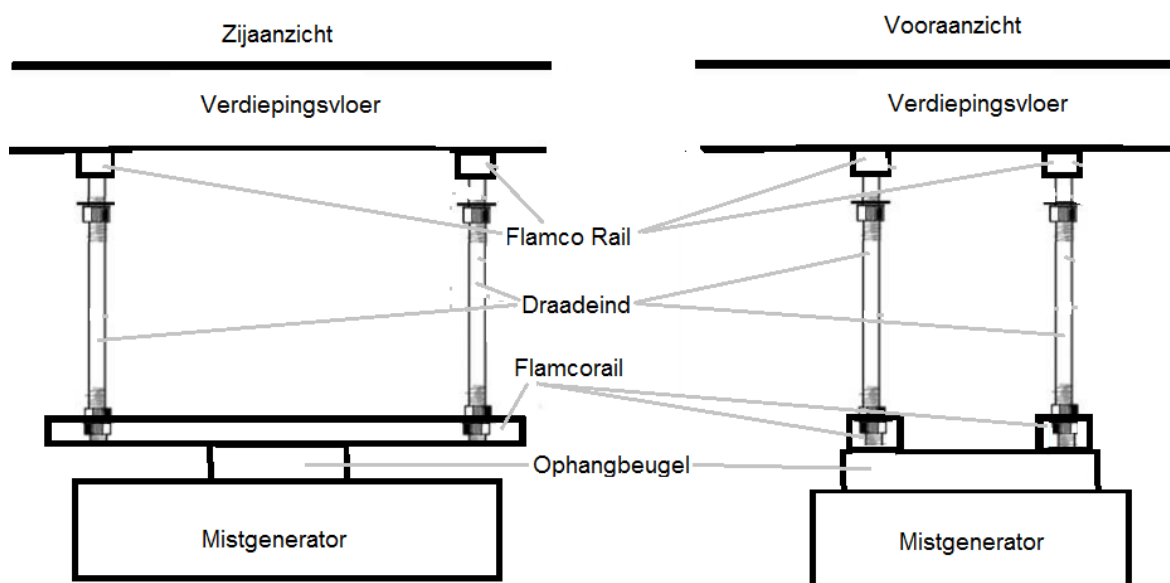 Zijaanzicht
Vooraanzicht
Verdiepingsvloer
Verdiepingsvloer
Flamco Rail
Draadeind
Flamcorail
Ophangbeugel
Mistgenerator
Mistgenerator